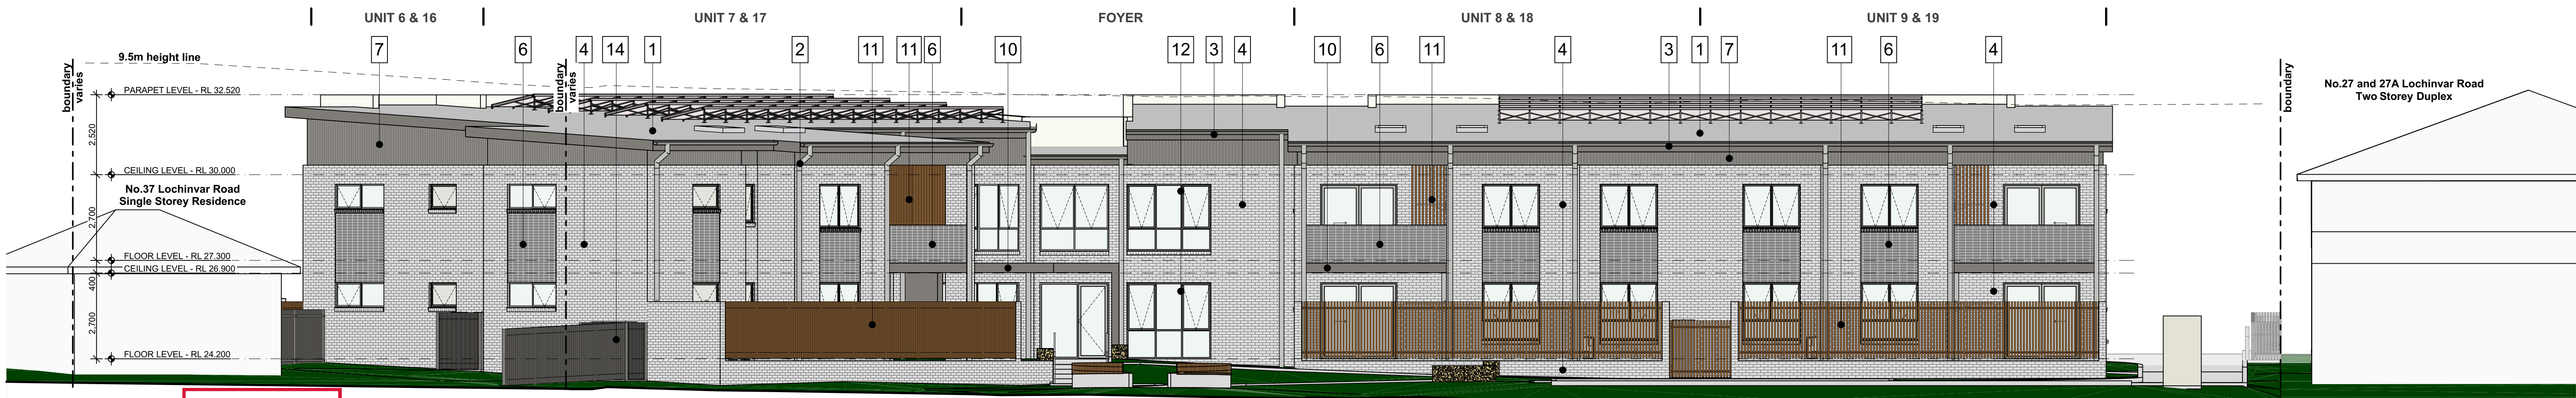 UNIT 6 & 16
UNIT 7 & 17
FOYER
UNIT 8 & 18
UNIT 9 & 19
7
6
4
14
1
2
11
11
6
10
12
3
4
10
6
11
4
3
1
7
11
6
4
9.5m height line
boundary
varies
boundary
varies
boundary
No.27 and 27A Lochinvar Road
Two Storey Duplex
PARAPET LEVEL - RL 32.520
2,520
CEILING LEVEL - RL 30.000
No.37 Lochinvar Road
Single Storey Residence
2,700
FLOOR LEVEL - RL 27.300
CEILING LEVEL - RL 26.900
400
2,700
FLOOR LEVEL - RL 24.200